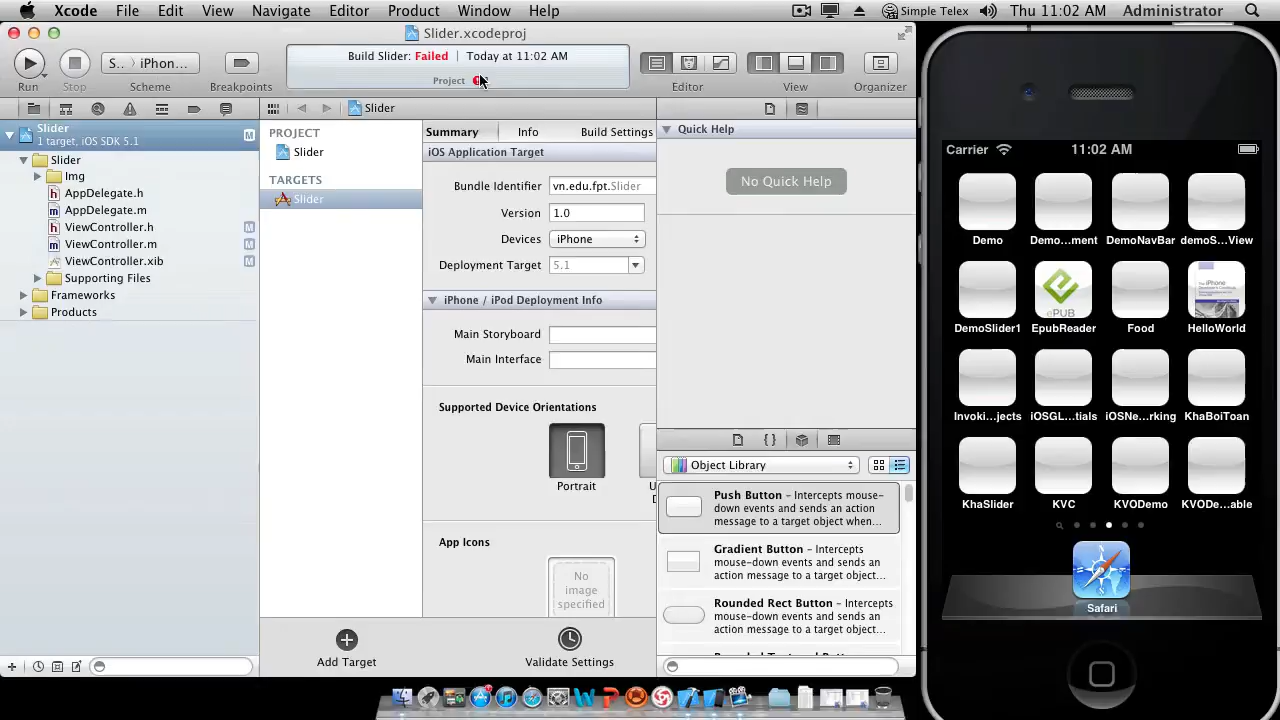 Xcode File Edit View Navigate Editor Product Window Help Simple Telex Thu 11:02 AM Administrator
Slider.xcodeproj
Build Slider: Failed | Today at 11:02 AM
Project
S... iPhon...
Run Stop Scheme Breakpoints Editor View Organizer
Slider
1 target, iOS SDK 5.1
M
Slider
Img
AppDelegate.h
AppDelegate.m
ViewController.h M
ViewController.m M
ViewController.xib M
Supporting Files
Frameworks
Products
Slider
PROJECT
Slider
TARGETS
Slider
Summary Info Build Settings
iOS Application Target
Bundle Identifier vn.edu.fpt.Slider
Version 1.0
Devices iPhone
Deployment Target 5.1
iPhone / iPod Deployment Info
Main Storyboard
Main Interface
Supported Device Orientations
Portrait
App Icons
No
image
specified
Add Target Validate Settings
Quick Help
No Quick Help
Object Library
Push Button – Intercepts mouse-
down events and sends an action
message to a target object when...
Gradient Button – Intercepts
mouse-down events and sends an
action message to a target object...
Rounded Rect Button – Intercepts
mouse-down events and sends an
action message to a target object...
Carrier 11:02 AM
Demo Demo...ment DemoNavBar demoS...View
DemoSlider1 EpubReader Food HelloWorld
ePUB
Invoki...jects iOSGL...tials iOSNe...rking KhaBoiToan
KhaSlider KVC KVODemo KVODe...able
Safari